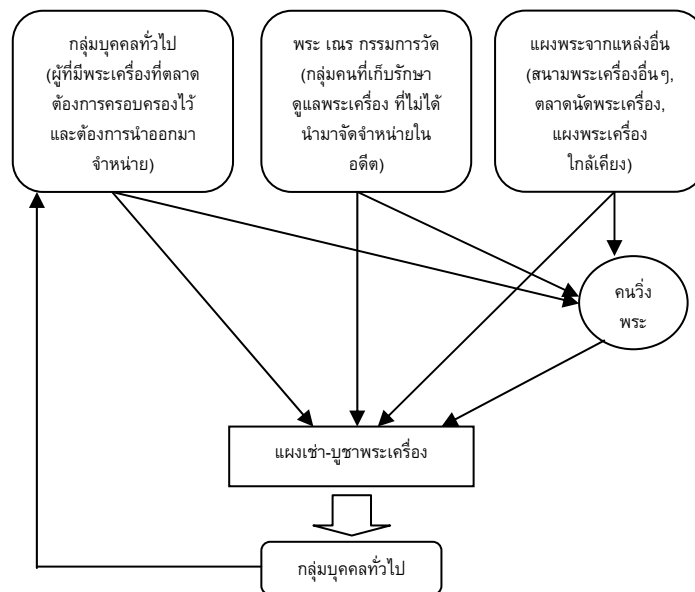 กลุ่มบุคคลทั่วไป
(ผู้ที่มีพระเครื่องที่ตลาด
ต้องการครอบครองไว้
และต้องการนำออกมา
จำหน่าย)
พระ เณร กรรมการวัด
(กลุ่มคนที่เก็บรักษา
ดูแลพระเครื่อง ที่ไม่ได้
นำมาจัดจำหน่ายใน
อดีต)
แผงพระจากแหล่งอื่น
(สนามพระเครื่องอื่นๆ,
ตลาดนัดพระเครื่อง,
แผงพระเครื่อง
ใกล้เคียง)
คนวิ่ง
พระ
แผงเช่า-บูชาพระเครื่อง
กลุ่มบุคคลทั่วไป